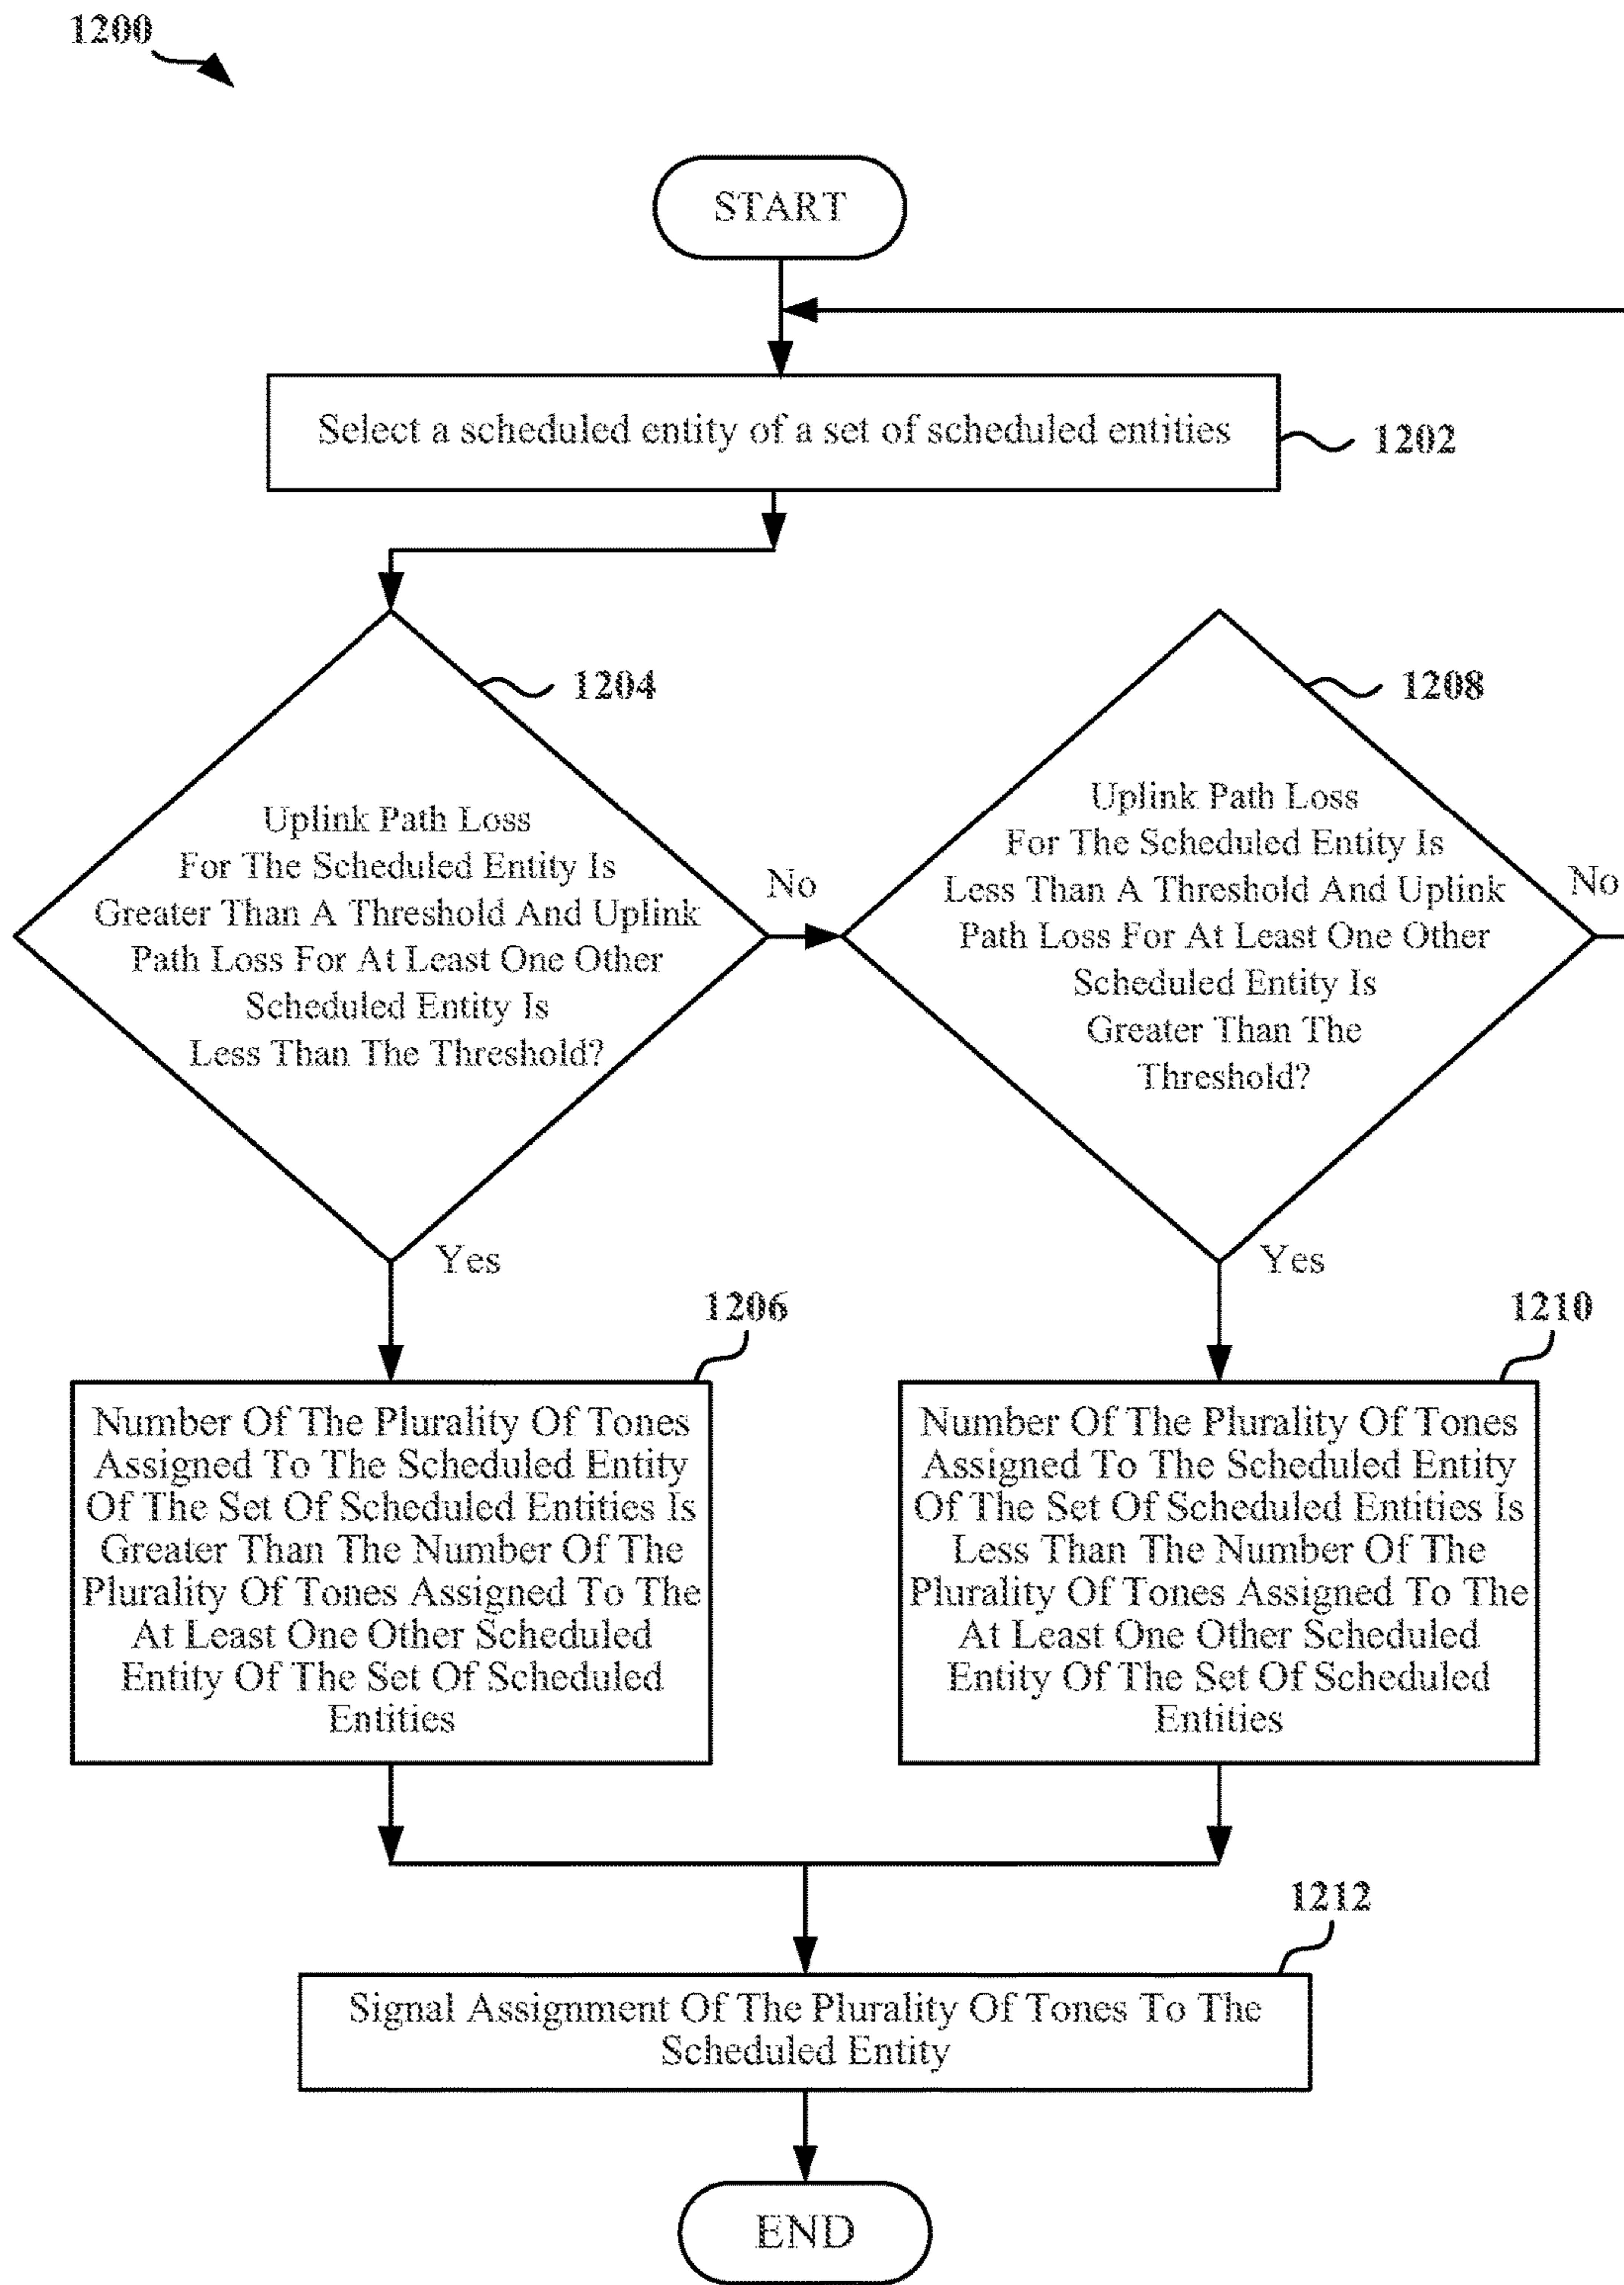 1200
START
Select a scheduled entity of a set of scheduled entities
1202
1204
Uplink Path Loss
For The Scheduled Entity Is
Greater Than A Threshold And Uplink
Path Loss For At Least One Other
Scheduled Entity Is
Less Than The Threshold?
No
Yes
1208
Uplink Path Loss
For The Scheduled Entity Is
Less Than A Threshold And Uplink
Path Loss For At Least One Other
Scheduled Entity Is
Greater Than The
Threshold?
No
Yes
1206
Number Of The Plurality Of Tones
Assigned To The Scheduled Entity
Of The Set Of Scheduled Entities Is
Greater Than The Number Of The
Plurality Of Tones Assigned To The
At Least One Other Scheduled
Entity Of The Set Of Scheduled
Entities
1210
Number Of The Plurality Of Tones
Assigned To The Scheduled Entity
Of The Set Of Scheduled Entities Is
Less Than The Number Of The
Plurality Of Tones Assigned To The
At Least One Other Scheduled
Entity Of The Set Of Scheduled
Entities
1212
Signal Assignment Of The Plurality Of Tones To The
Scheduled Entity
END